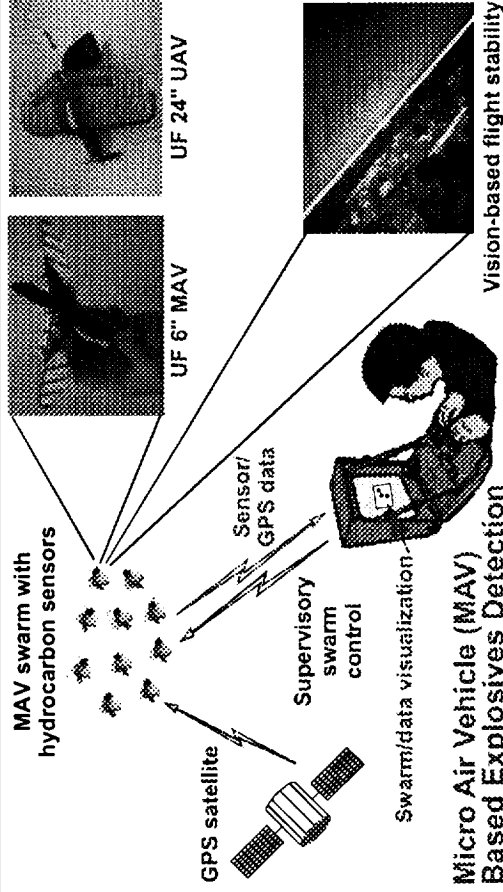 MAV swarm with
hydrocarbon sensors
UF 6" MAV
UF 24" UAV
GPS satellite
Sensor/
GPS data
Supervisory
swarm
control
Swarm/data visualization
Vision-based flight stability
Micro Air Vehicle (MAV)
Based Explosives Detection